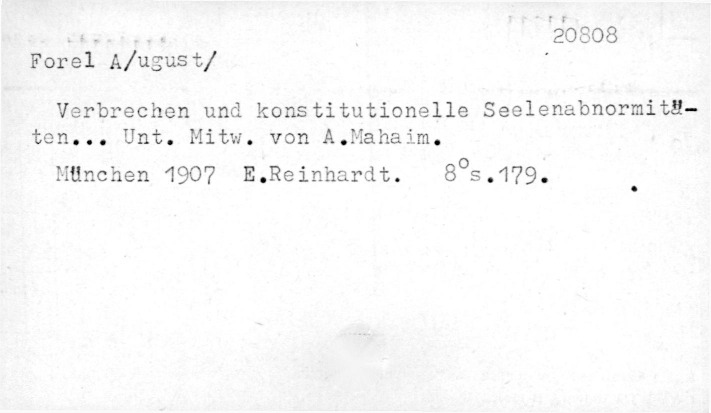 20808
Forel A/ugust/
Verbrechen und konstitutionelle Seelenabnormitä-
ten... Unt. Mitw. von A.Mahaim.
München 1907 E.Reinhardt. 8°s.179.